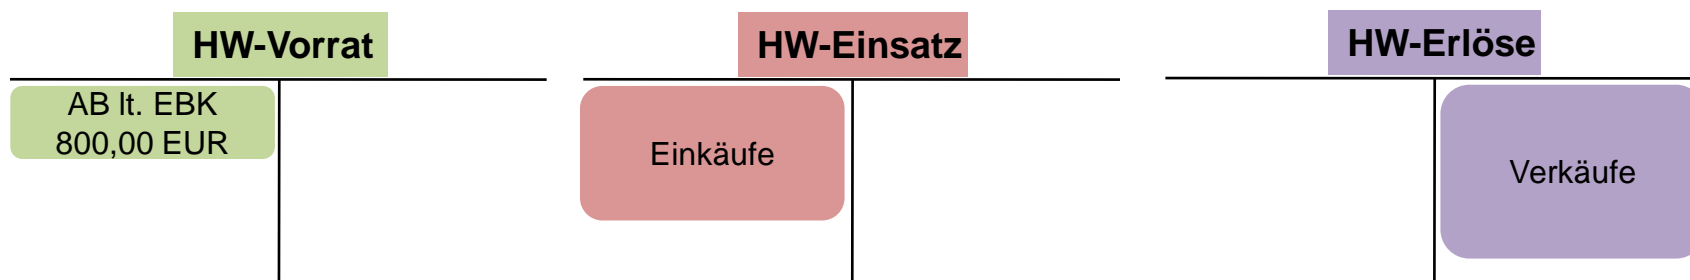 HW-Vorrat
HW-Einsatz
HW-Erlöse
AB lt. EBK
800,00 EUR
Einkäufe
Verkäufe